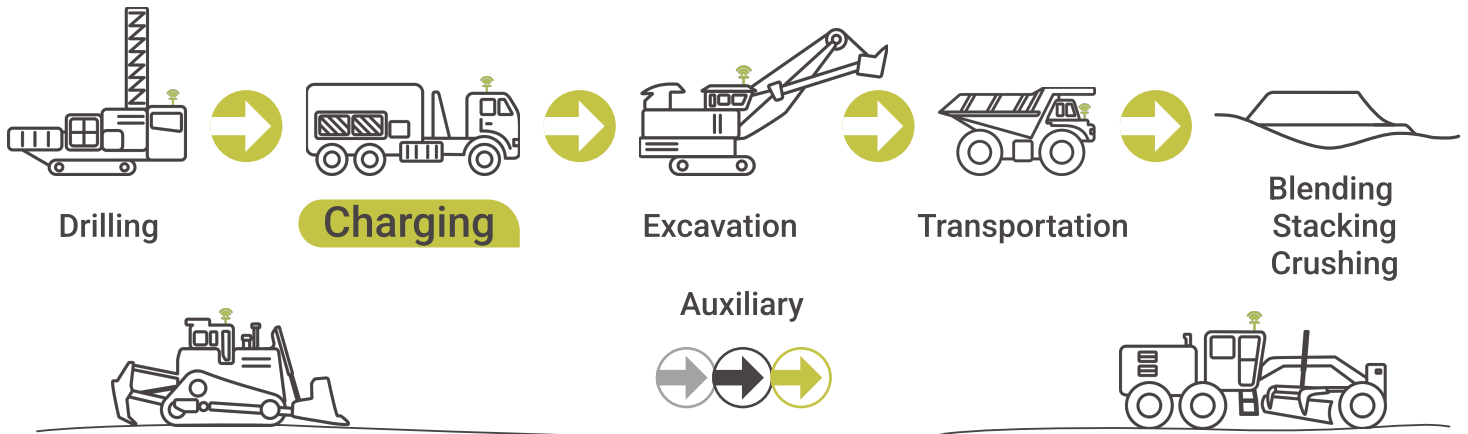 Drilling
Charging
Excavation
Transportation
Blending
Stacking
Crushing
Auxiliary